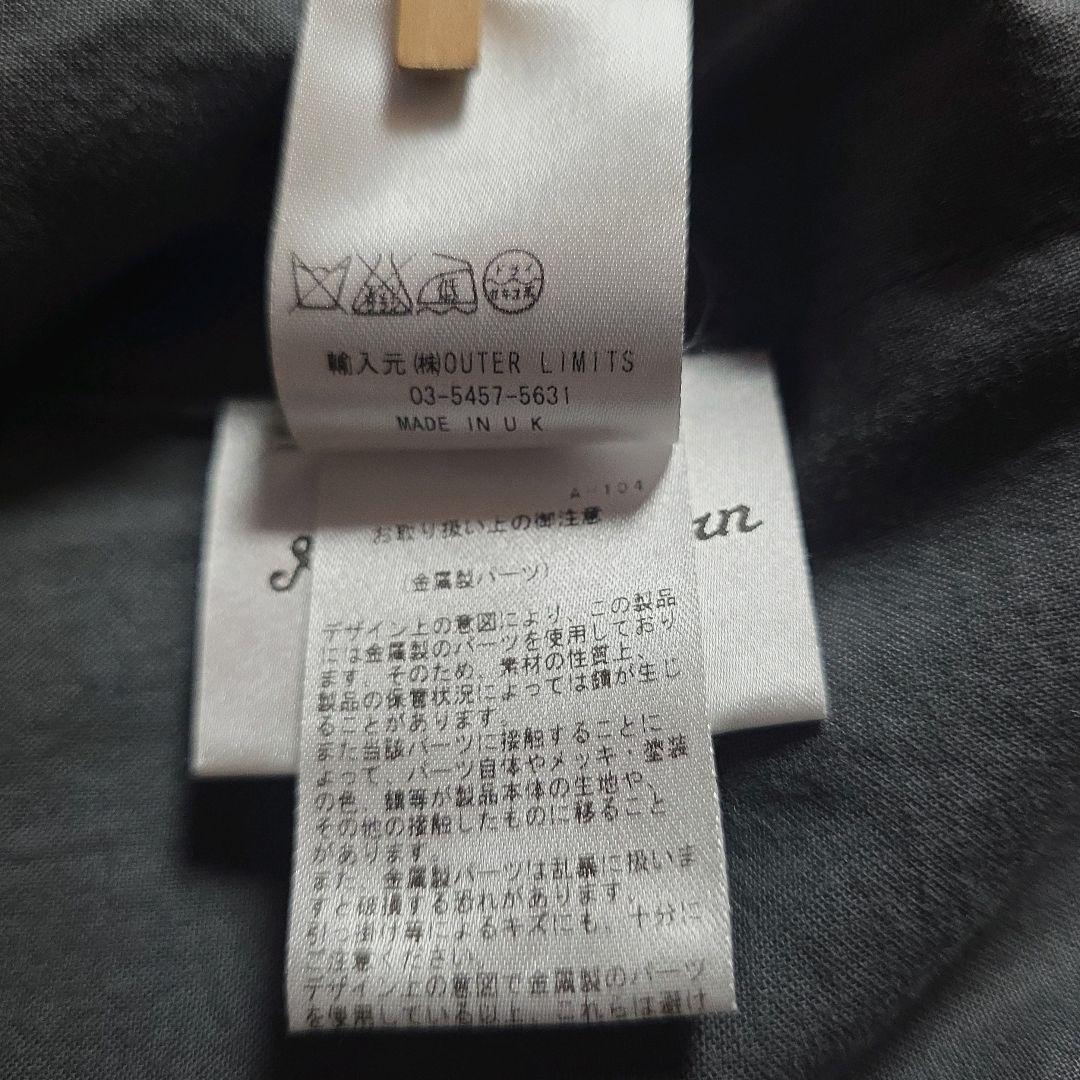 低
ドライ
セキユ系
輸入元 (株)OUTER LIMITS
03-5457-5631
MADE IN U K
A-104
お取り扱い上の御注意
(金属製パーツ)
デザイン上の意図により、この製品
には金属製のパーツを使用しており
ます。そのため、素材の性質上、
製品の保管状況によっては錆が生じ
ることがあります。
また当該パーツに接触することに
よって、パーツ自体やメッキ・塗装
の色、錆等が製品本体の生地や、
その他の接触したものに移ること
があります。
また、金属製パーツは乱暴に扱いま
すと破損する恐れがあります。
引っ掛け等によるキズにも、十分に
ご注意ください。
デザイン上の意図で金属製のパーツ
を使用している以上、これらは避け